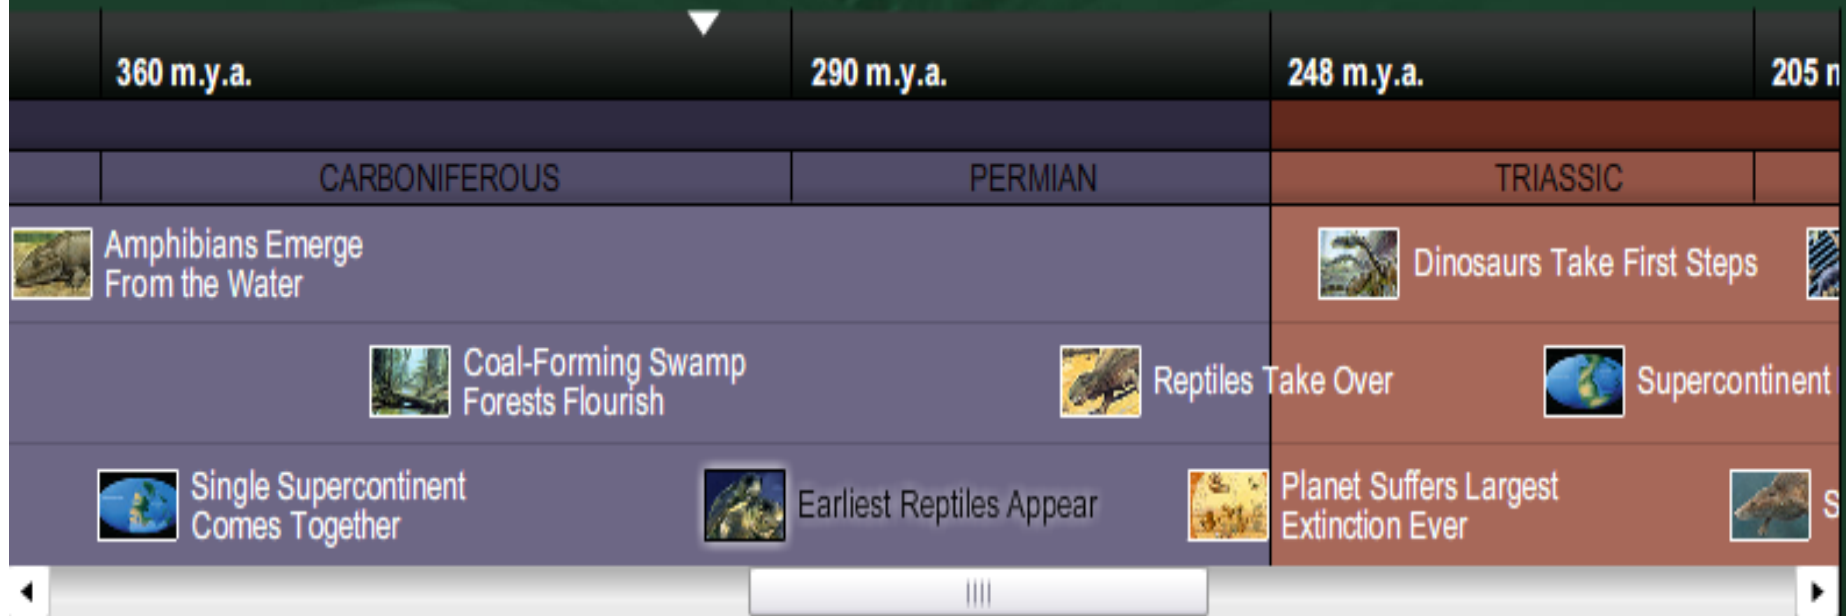 360 m.y.a.
290 m.y.a.
248 m.y.a.
205
CARBONIFEROUS
PERMIAN
TRIASSIC
Amphibians Emerge
From the Water
Dinosaurs Take First Steps
Coal-Forming Swamp
Forests Flourish
Reptiles Take Over
Supercontinent
Single Supercontinent
Comes Together
Earliest Reptiles Appear
Planet Suffers Largest
Extinction Ever
S